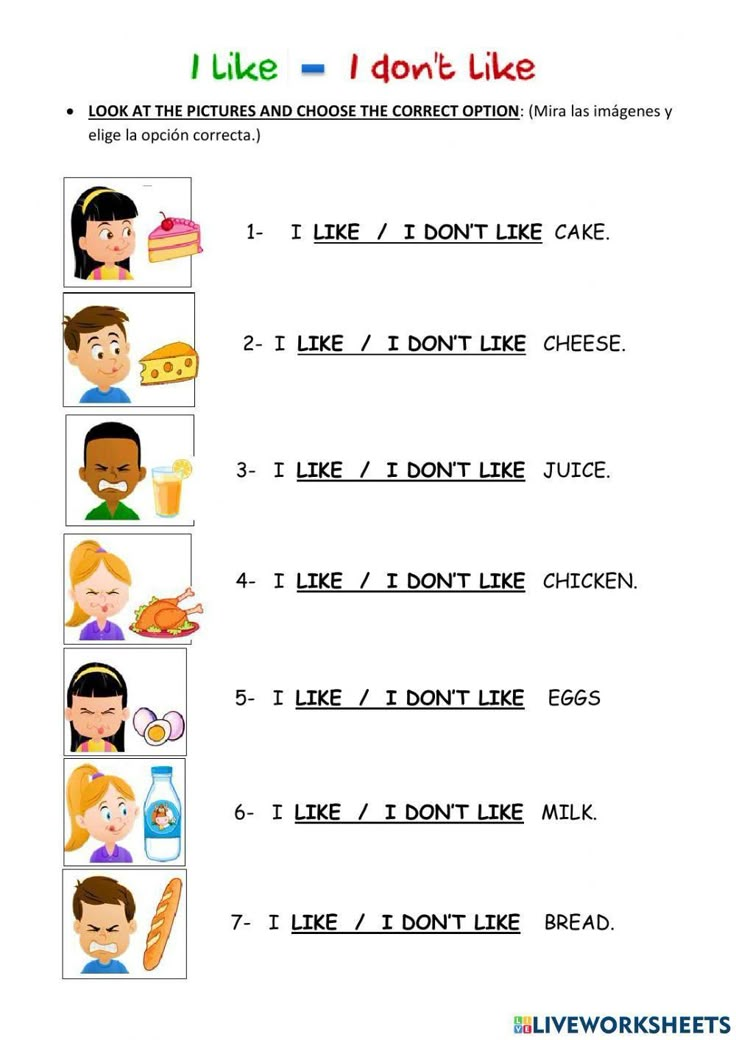 I Like - I don't Like
• LOOK AT THE PICTURES AND CHOOSE THE CORRECT OPTION: (Mira las imágenes y
elige la opción correcta.)
1- I LIKE / I DON'T LIKE CAKE.
2- I LIKE / I DON'T LIKE CHEESE.
3- I LIKE / I DON'T LIKE JUICE.
4- I LIKE / I DON'T LIKE CHICKEN.
5- I LIKE / I DON'T LIKE EGGS
6- I LIKE / I DON'T LIKE MILK.
7- I LIKE / I DON'T LIKE BREAD.
LIVE LIVEWORKSHEETS